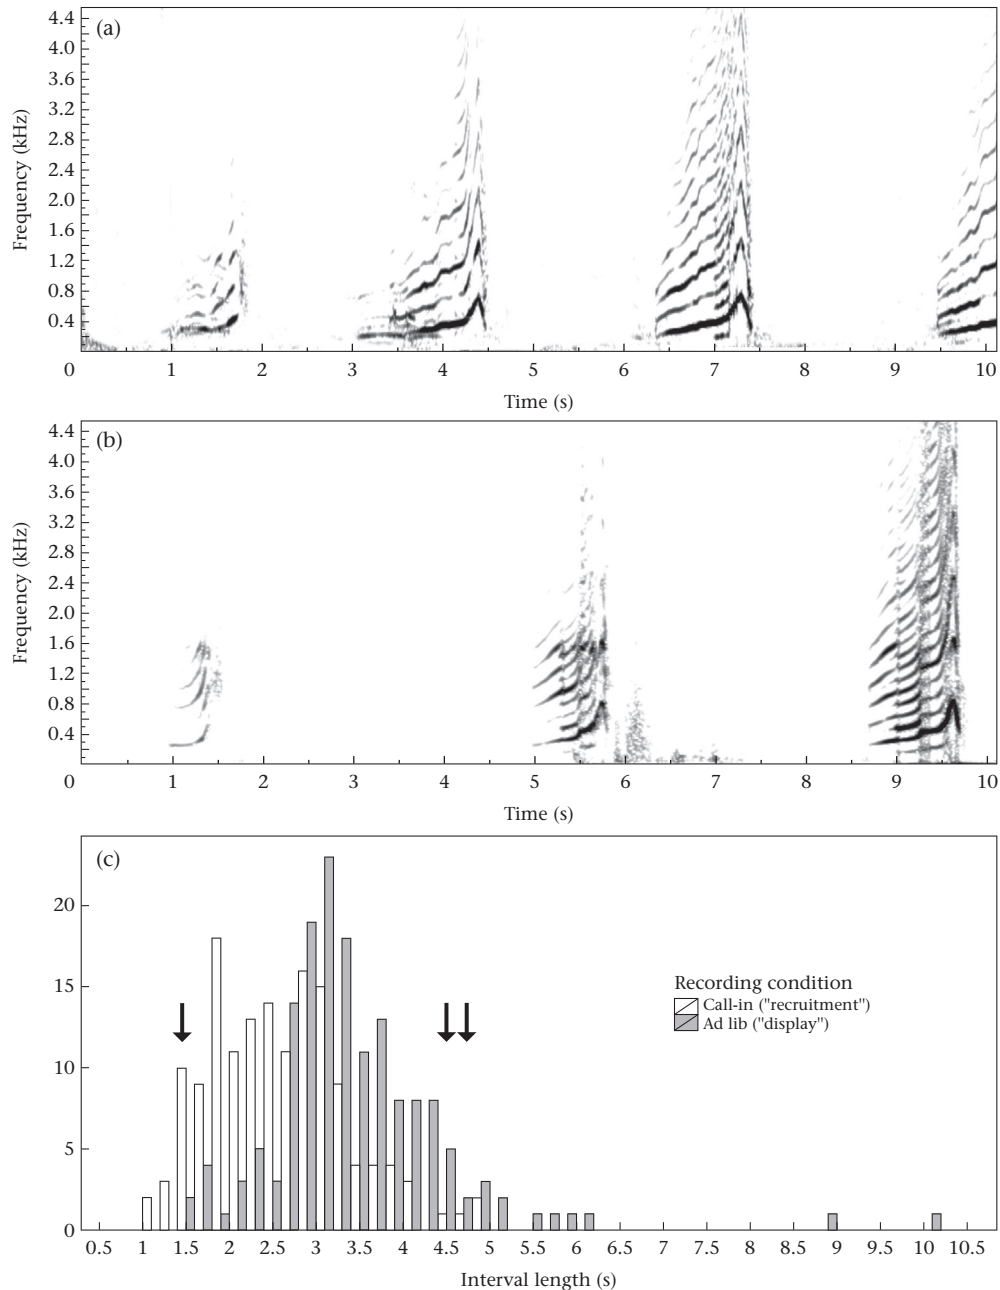 (a)
4.4
4.0
3.6
3.2
2.8
2.4
2.0
1.6
1.2
0.8
0.4
Frequency (kHz)
0 1 2 3 4 5 6 7 8 9 10
Time (s)
(b)
4.4
4.0
3.6
3.2
2.8
2.4
2.0
1.6
1.2
0.8
0.4
Frequency (kHz)
0 1 2 3 4 5 6 7 8 9 10
Time (s)
(c)
20
15
10
5
0
Recording condition
Call-in ("recruitment")
Ad lib ("display")
0.5 1 1.5 2 2.5 3 3.5 4 4.5 5 5.5 6 6.5 7 7.5 8 8.5 9 9.5 10 10.5
Interval length (s)